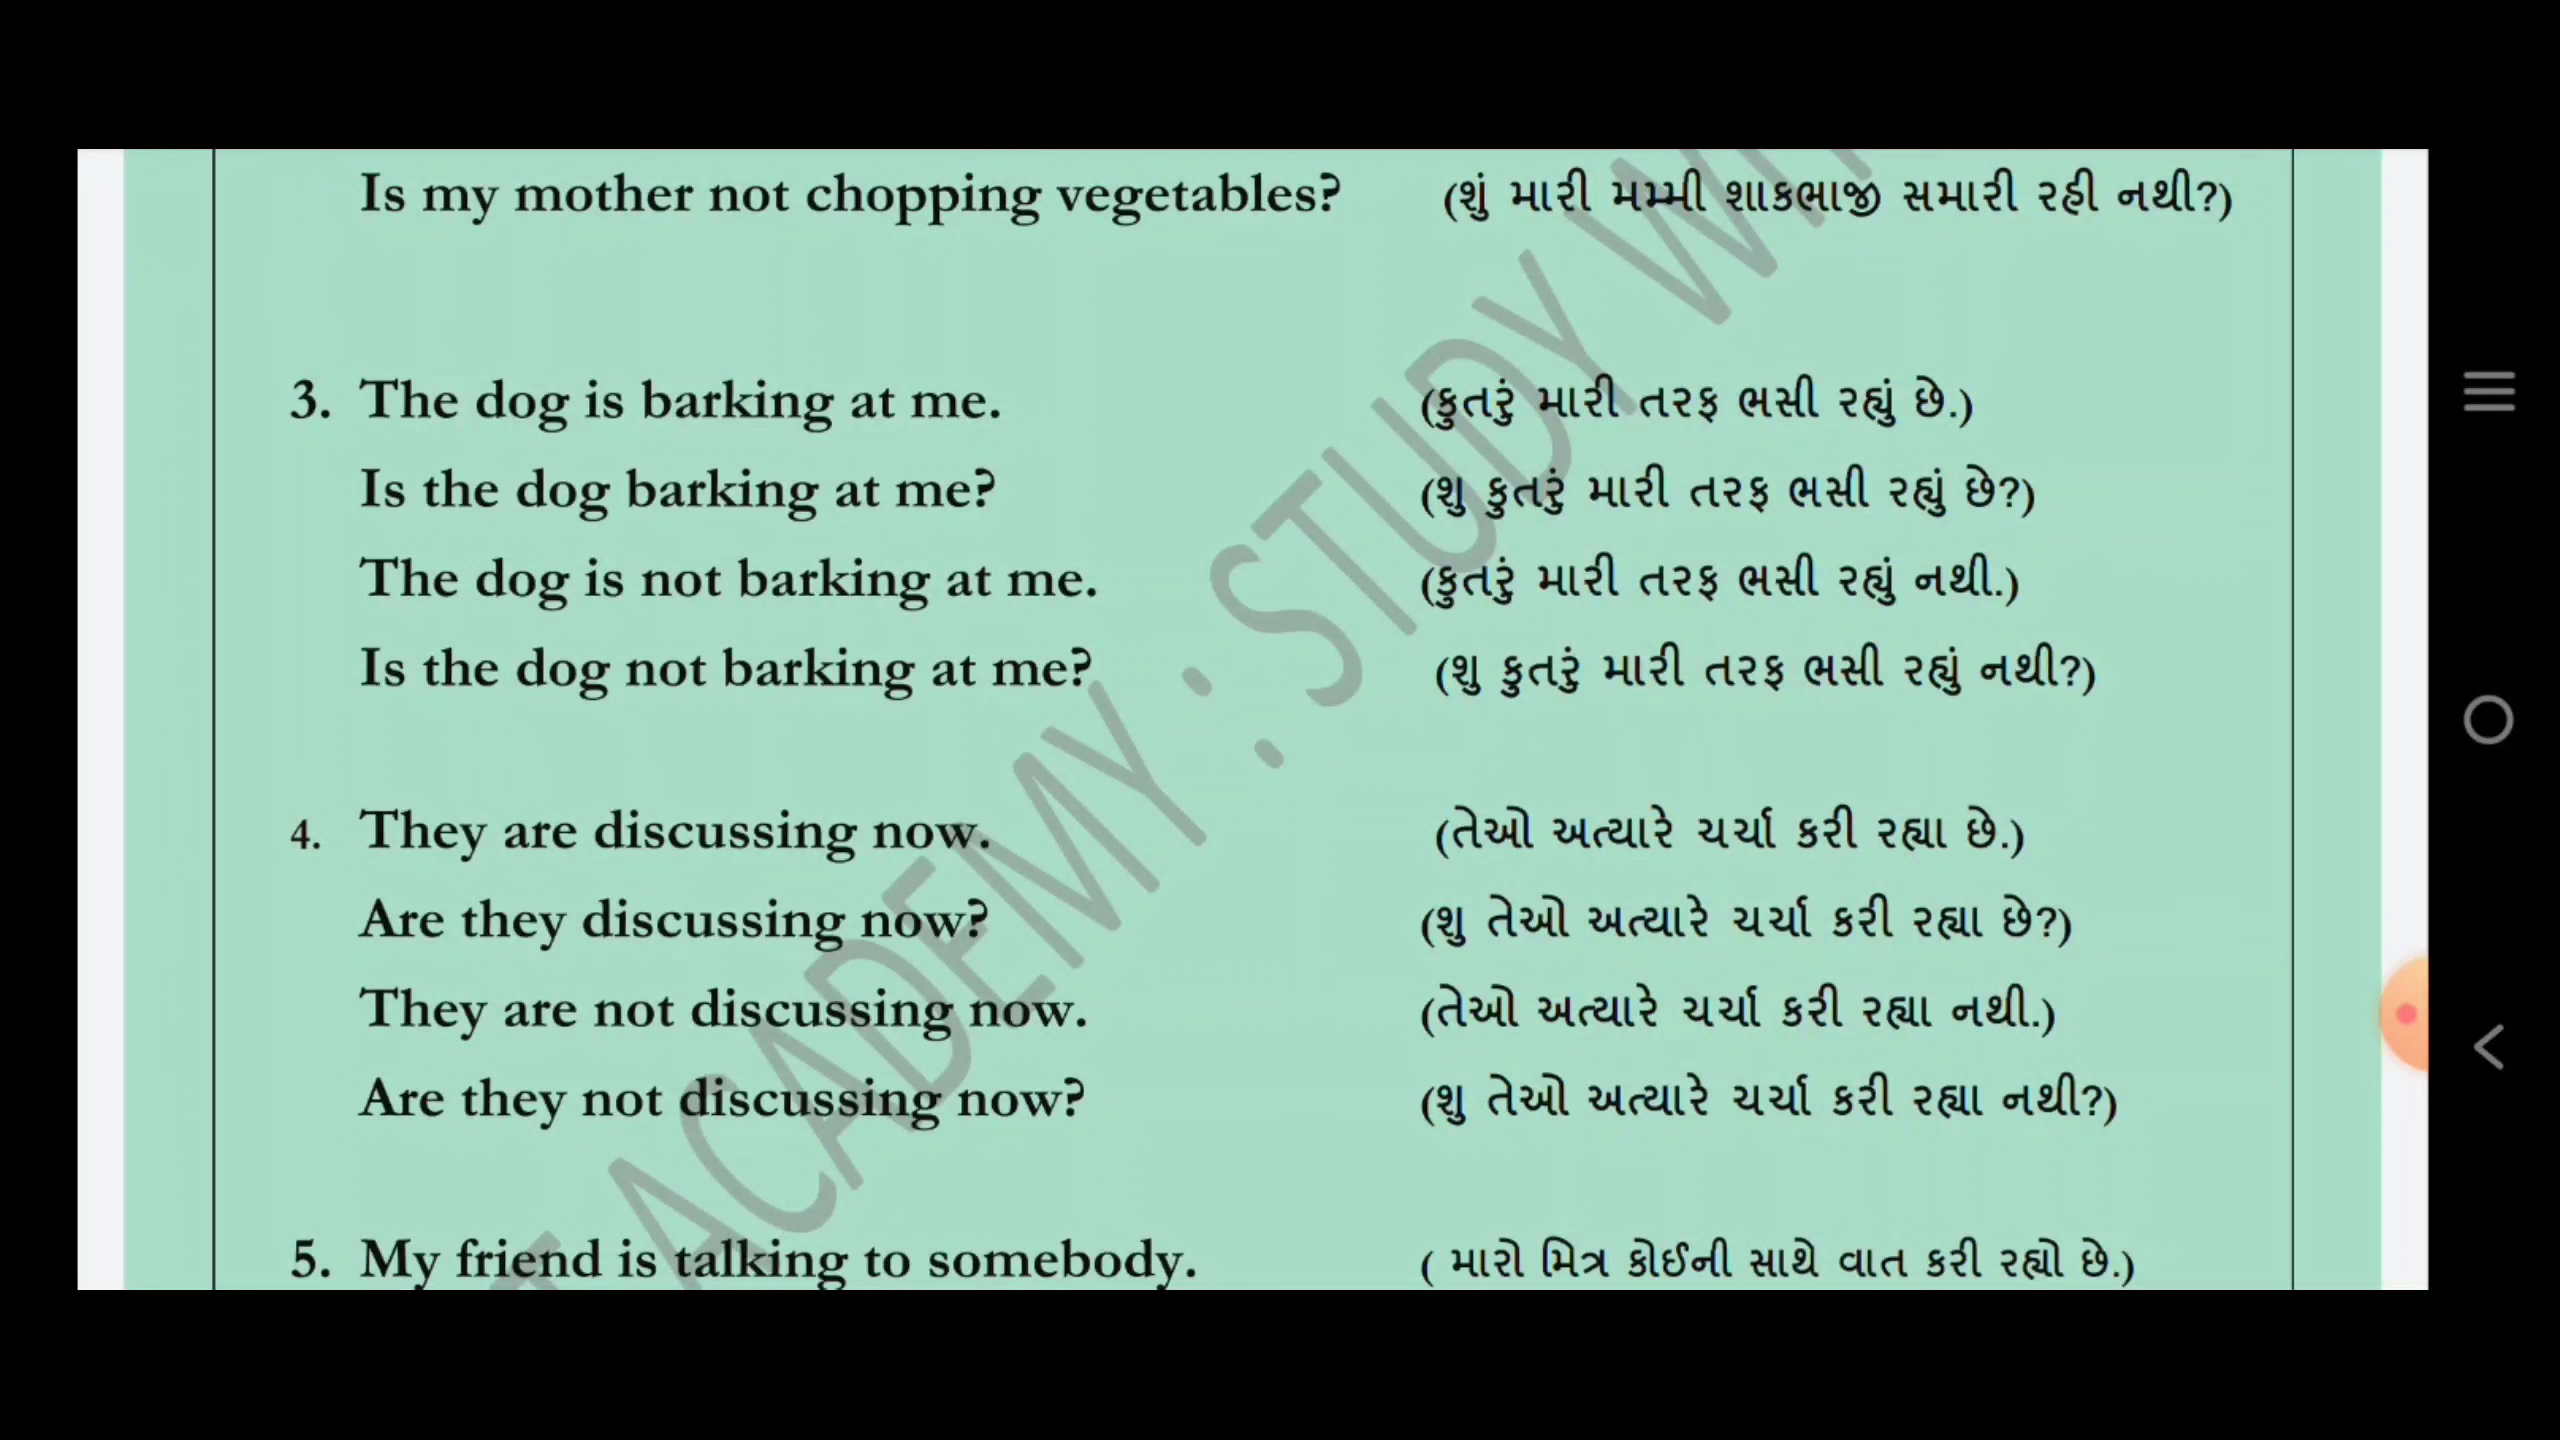 Is my mother not chopping vegetables? (શું મારી મમ્મી શાકભાજી સમારી રહી નથી?)
3. The dog is barking at me. (કુતરું મારી તરફ ભસી રહ્યું છે.)
Is the dog barking at me? (શુ કુતરું મારી તરફ ભસી રહ્યું છે?)
The dog is not barking at me. (કુતરું મારી તરફ ભસી રહ્યું નથી.)
Is the dog not barking at me? (શુ કુતરું મારી તરફ ભસી રહ્યું નથી?)
4. They are discussing now. (તેઓ અત્યારે ચર્ચા કરી રહ્યા છે.)
Are they discussing now? (શુ તેઓ અત્યારે ચર્ચા કરી રહ્યા છે?)
They are not discussing now. (તેઓ અત્યારે ચર્ચા કરી રહ્યા નથી.)
Are they not discussing now? (શુ તેઓ અત્યારે ચર્ચા કરી રહ્યા નથી?)
5. My friend is talking to somebody. ( મારો મિત્ર કોઈની સાથે વાત કરી રહ્યો છે.)
ACADEMY : STUDY